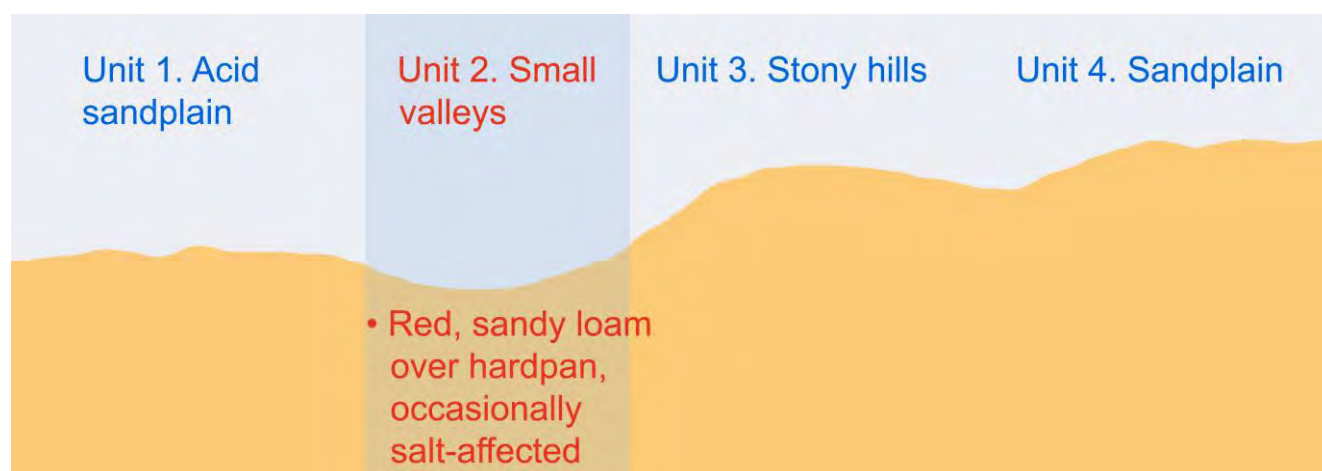 Unit 1. Acid
sandplain
Unit 2. Small
valleys
Unit 3. Stony hills
Unit 4. Sandplain
• Red, sandy loam
over hardpan,
occasionally
salt-affected